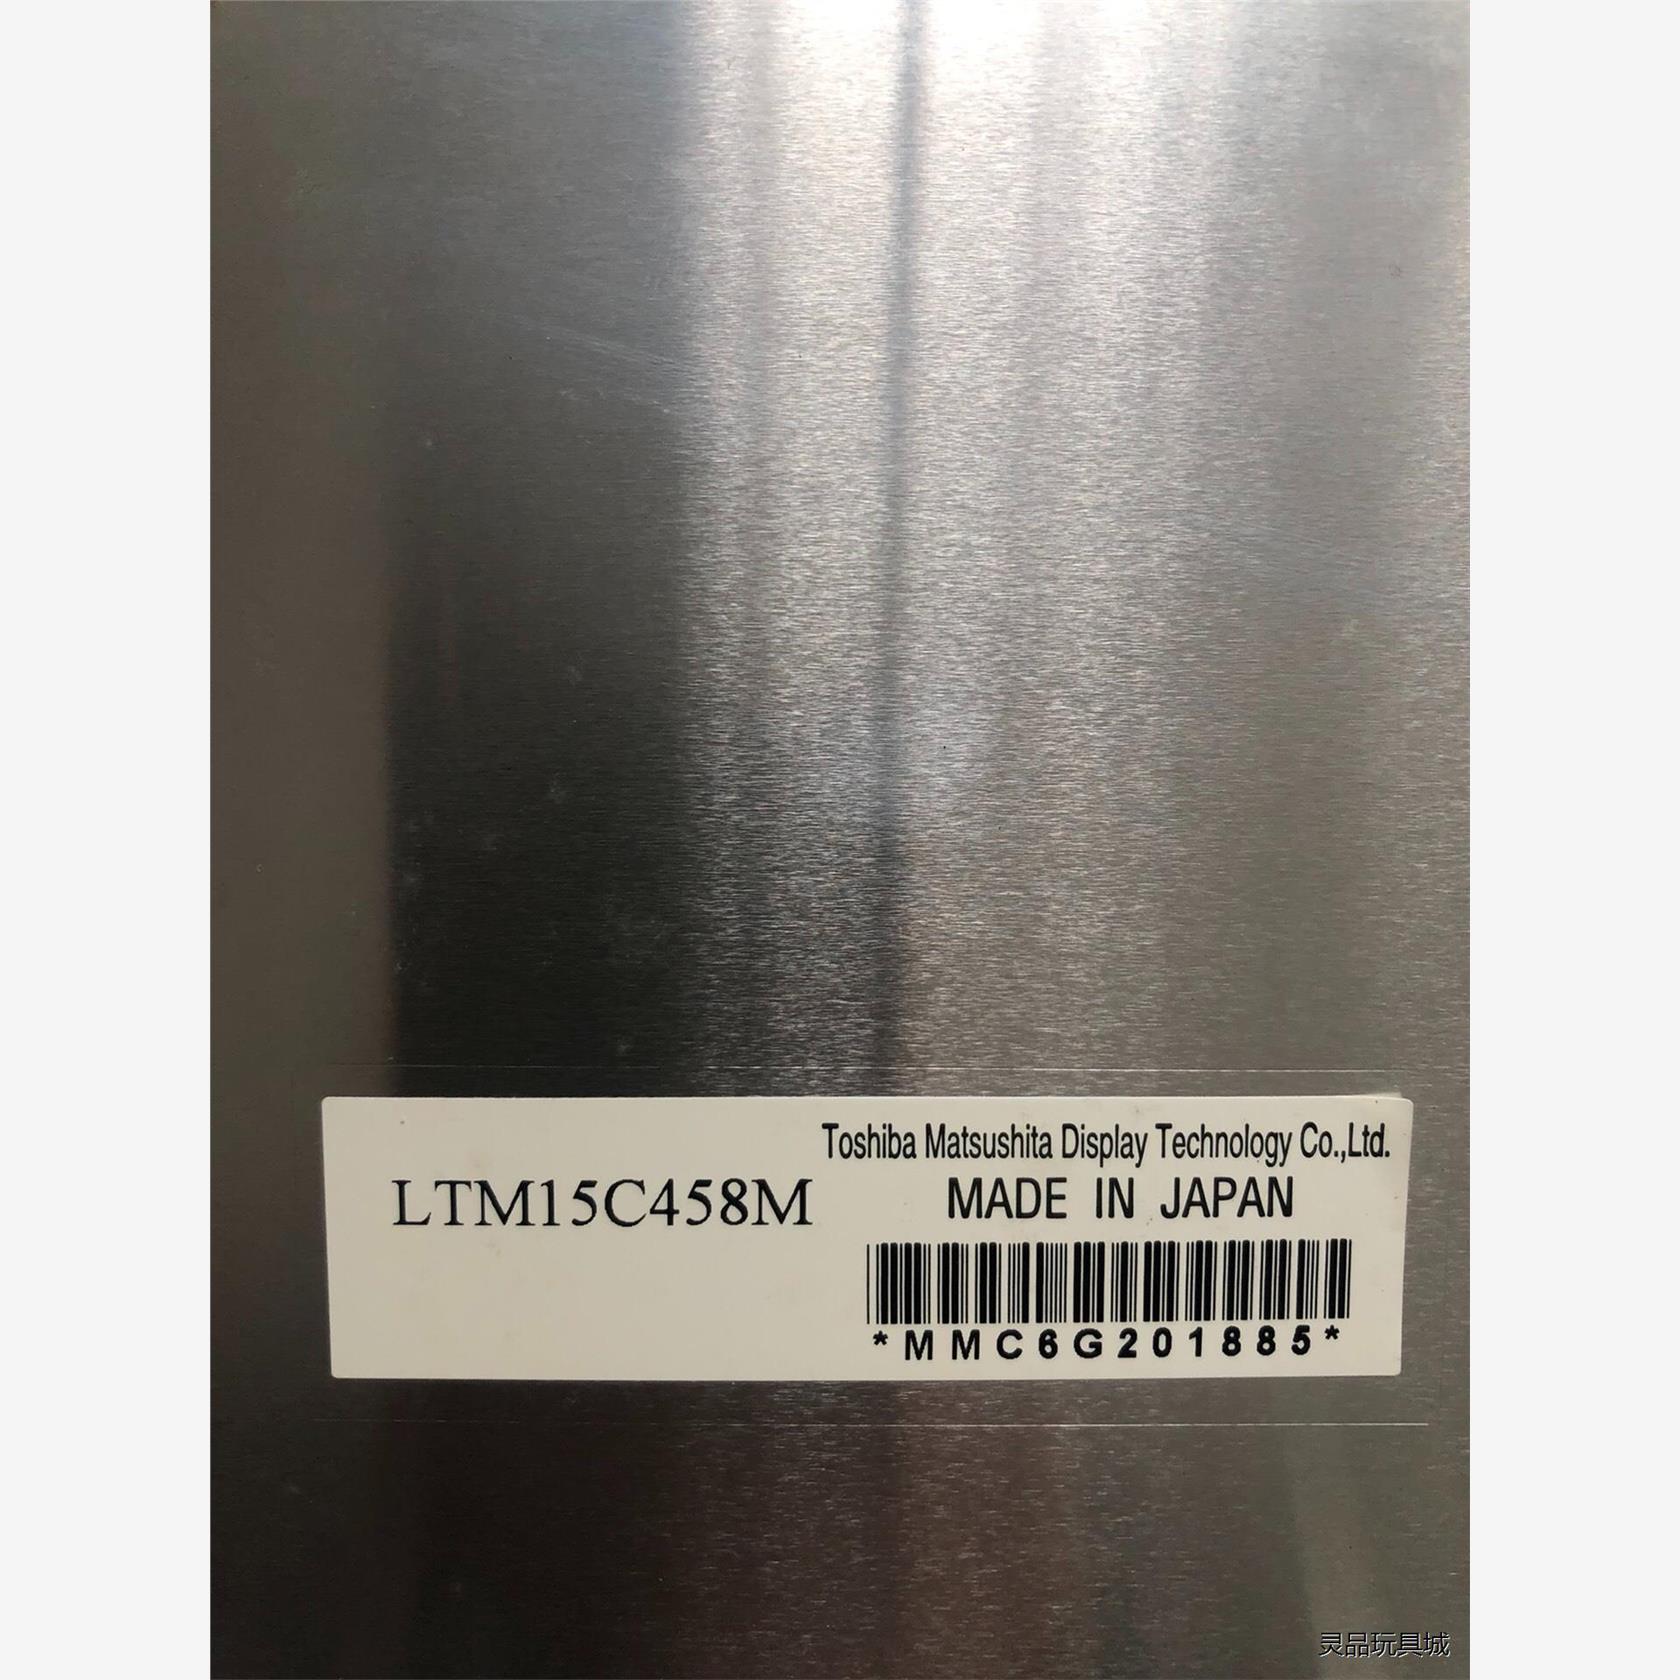 Toshiba Matsushita Display Technology Co.,Ltd.
LTM15C458M
MADE IN JAPAN
*MMC6G201885*
灵品玩具城